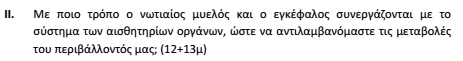 II. Με ποιο τρόπο ο νωτιαίος μυελός και ο εγκέφαλος συνεργάζονται με το
σύστημα των αισθητηρίων οργάνων, ώστε να αντιλαμβανόμαστε τις μεταβολές
του περιβάλλοντός μας; (12+13μ)